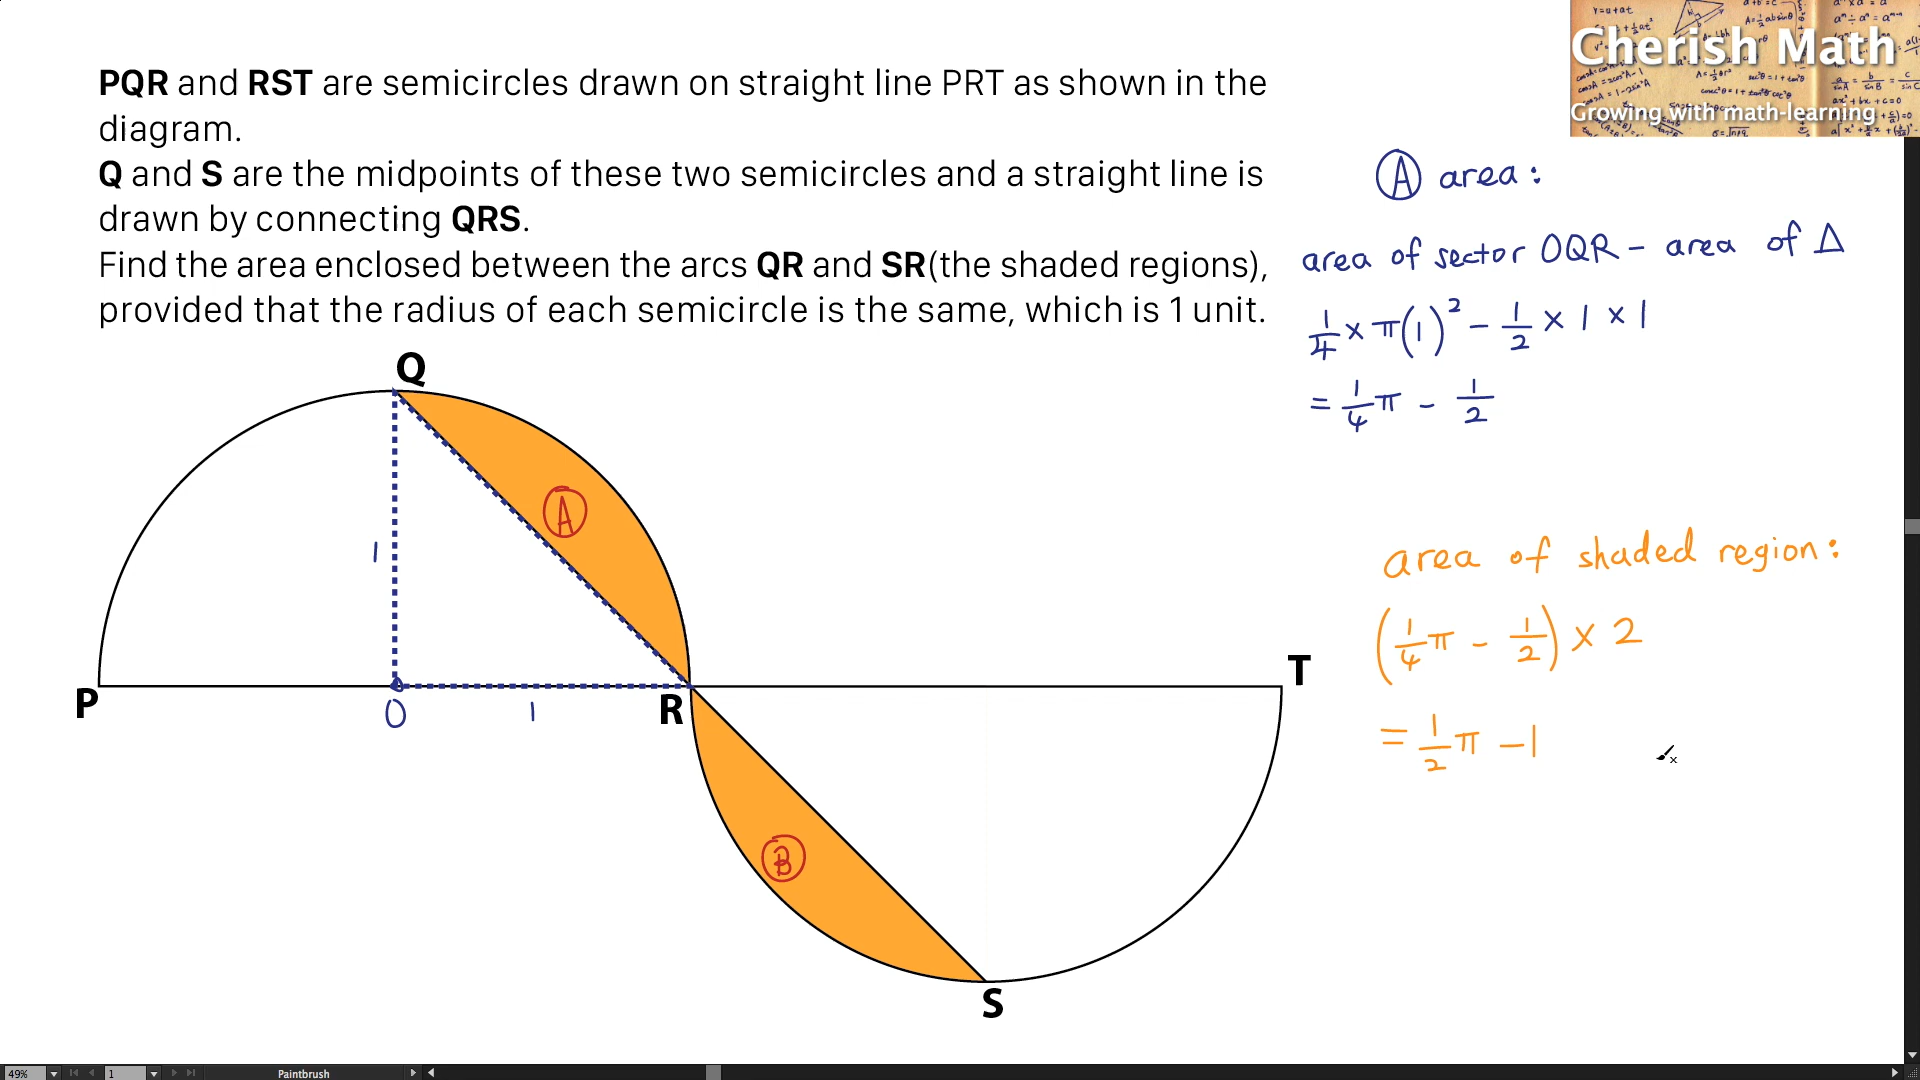 Cherish Math
Growing with math-learning
PQR and RST are semicircles drawn on straight line PRT as shown in the
diagram.
Q and S are the midpoints of these two semicircles and a straight line is
drawn by connecting QRS.
Find the area enclosed between the arcs QR and SR(the shaded regions),
provided that the radius of each semicircle is the same, which is 1 unit.
Ⓐ area:
area of sector OQR - area of Δ
1/4 × π(1)² - 1/2 × 1 × 1
= 1/4 π - 1/2
Q
Ⓐ
1
P
O
1
R
T
Ⓑ
S
area of shaded region:
(1/4 π - 1/2) × 2
= 1/2 π - 1
49%
1
Paintbrush